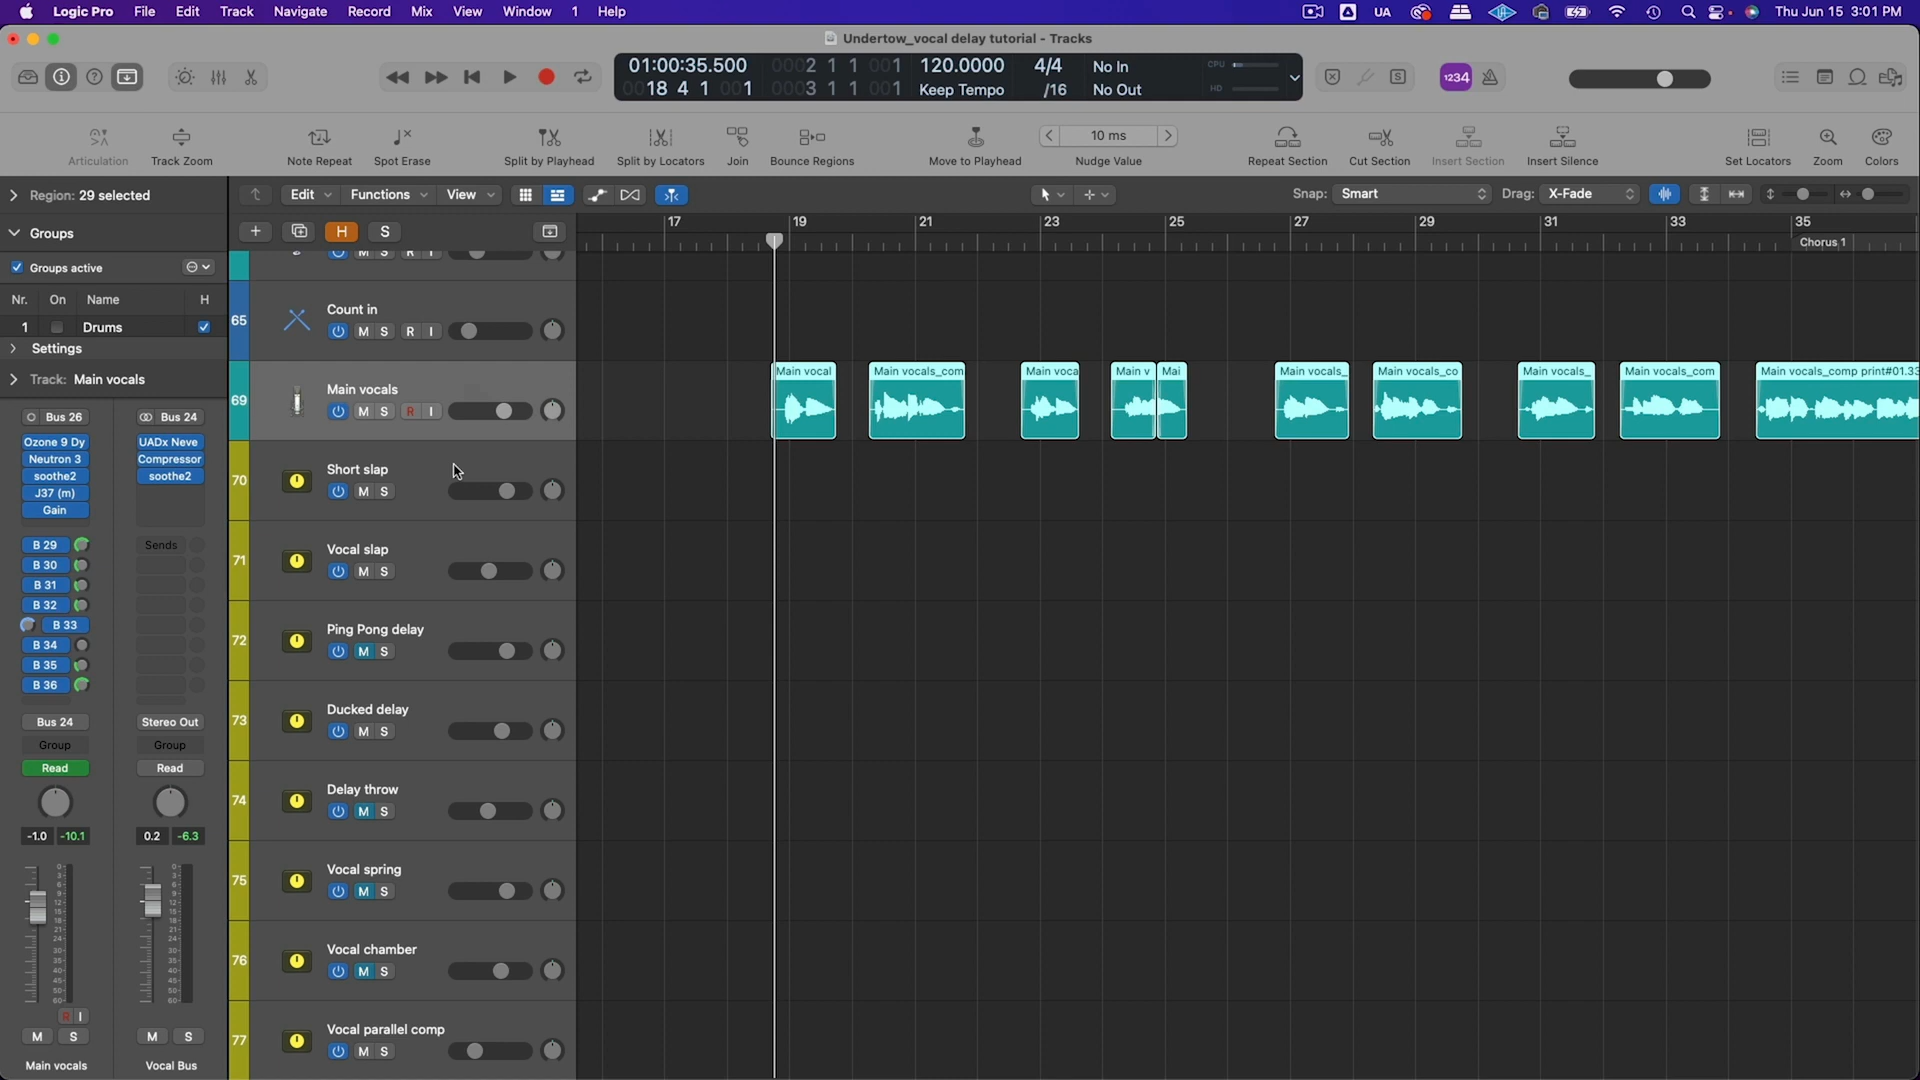 Logic Pro File Edit Track Navigate Record Mix View Window 1 Help
UA
Thu Jun 15 3:01 PM
Undertow_vocal delay tutorial - Tracks
01:00:35.500 0002 1 1 001 120.0000 4/4 No In CPU
0018 4 1 001 0003 1 1 001 Keep Tempo /16 No Out HD
S
1234
Articulation Track Zoom Note Repeat Spot Erase Split by Playhead Split by Locators Join Bounce Regions Move to Playhead
10 ms
Nudge Value
Repeat Section Cut Section Insert Section Insert Silence Set Locators Zoom Colors
Region: 29 selected
Edit Functions View
Snap: Smart Drag: X-Fade
Groups
H S
17 19 21 23 25 27 29 31 33 35
Chorus 1
Groups active
Nr. On Name H
1 Drums
Settings
Track: Main vocals
Bus 26 Bus 24
Ozone 9 Dy UADx Neve
Neutron 3 Compressor
soothe2 soothe2
J37 (m)
Gain
B 29 Sends
B 30
B 31
B 32
B 33
B 34
B 35
B 36
Bus 24 Stereo Out
Group Group
Read Read
-1.0 -10.1 0.2 -6.3
R I
M S M S
Main vocals Vocal Bus
M S R I
65 Count in
M S R I
69 Main vocals
M S R I
Main vocal Main vocals_com Main voca Main v Mai Main vocals_ Main vocals_co Main vocals_ Main vocals_com Main vocals_comp print#01.33
70 Short slap
M S
71 Vocal slap
M S
72 Ping Pong delay
M S
73 Ducked delay
M S
74 Delay throw
M S
75 Vocal spring
M S
76 Vocal chamber
M S
77 Vocal parallel comp
M S